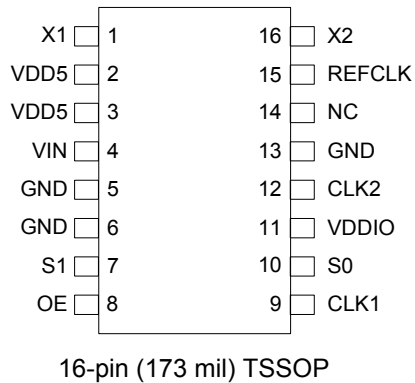 X1 1 16 X2
VDD5 2 15 REFCLK
VDD5 3 14 NC
VIN 4 13 GND
GND 5 12 CLK2
GND 6 11 VDDIO
S1 7 10 S0
OE 8 9 CLK1
16-pin (173 mil) TSSOP